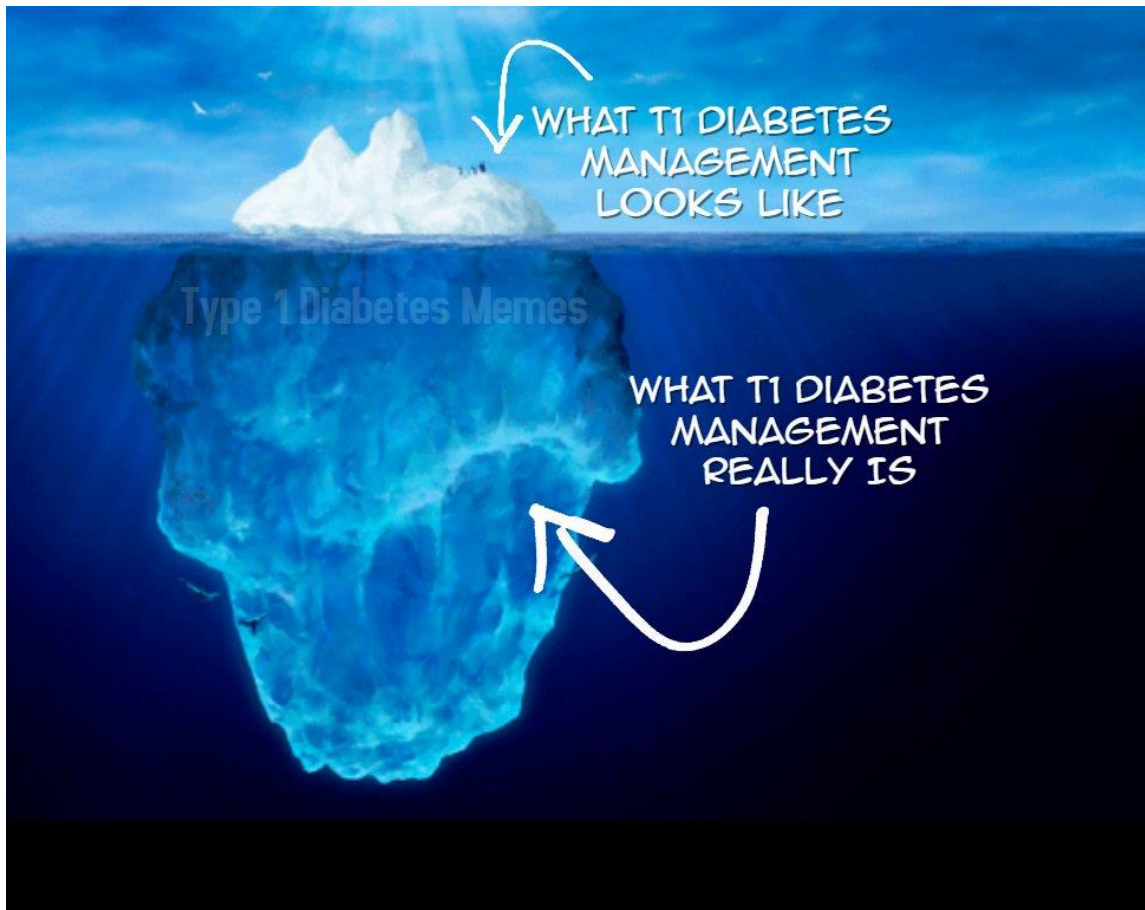 WHAT T1 DIABETES
MANAGEMENT
LOOKS LIKE
Type 1 Diabetes Memes
WHAT T1 DIABETES
MANAGEMENT
REALLY IS